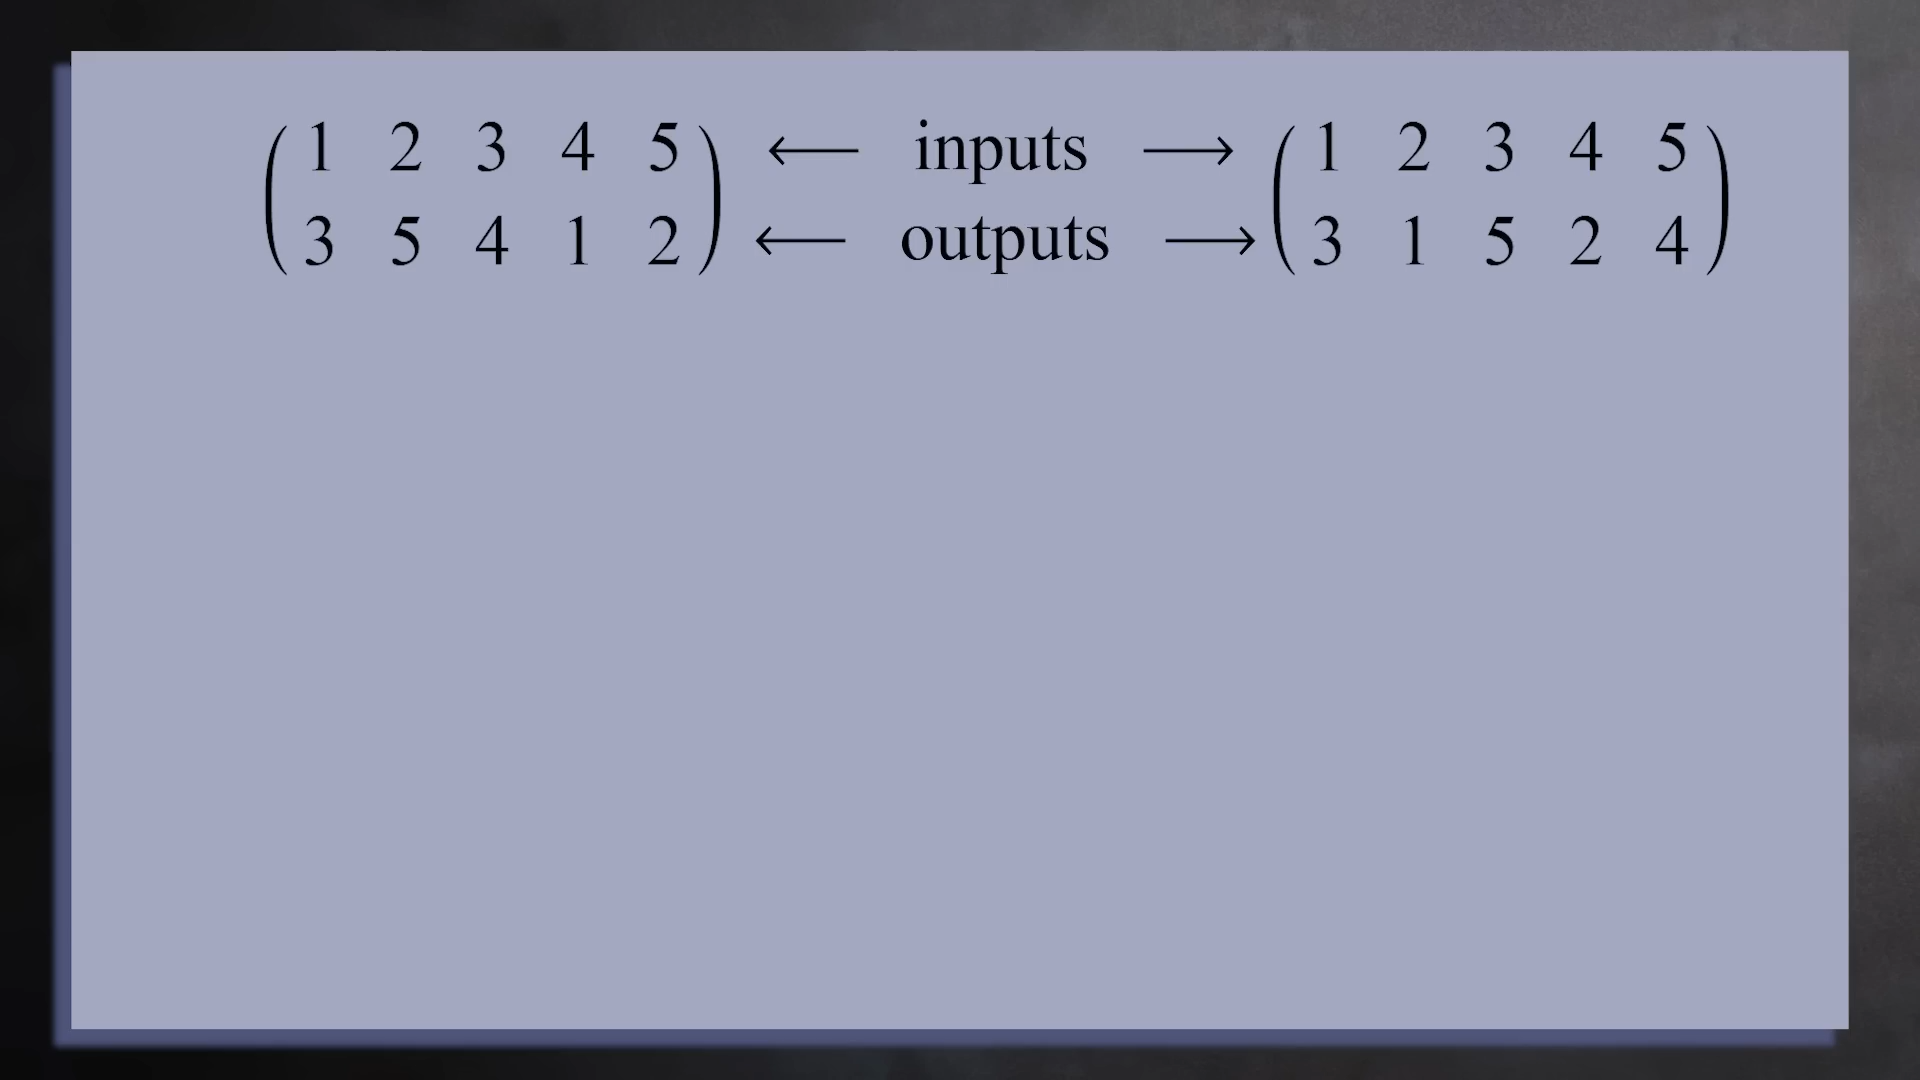 ( 1 2 3 4 5 ) ⟵ inputs ⟶ ( 1 2 3 4 5 )
( 3 5 4 1 2 ) ⟵ outputs ⟶ ( 3 1 5 2 4 )